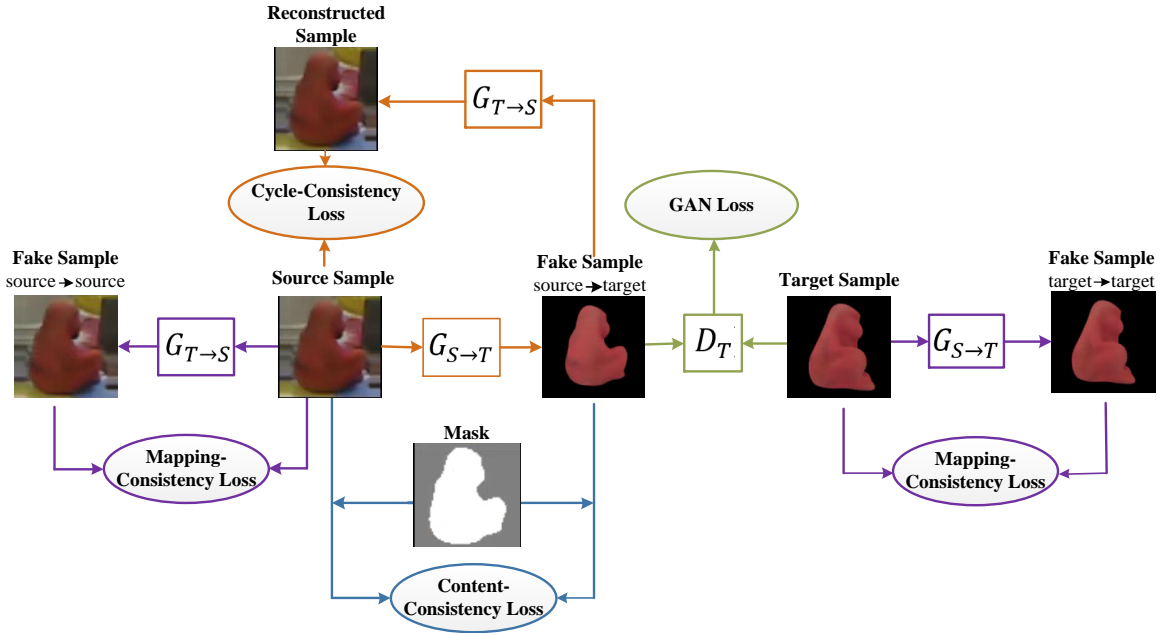 Reconstructed
Sample
G_{T→S}
Cycle-Consistency
Loss
GAN Loss
Fake Sample
source→source
Source Sample
Fake Sample
source→target
Target Sample
Fake Sample
target→target
G_{T→S}
G_{S→T}
D_T
G_{S→T}
Mapping-
Consistency Loss
Mask
Mapping-
Consistency Loss
Content-
Consistency Loss